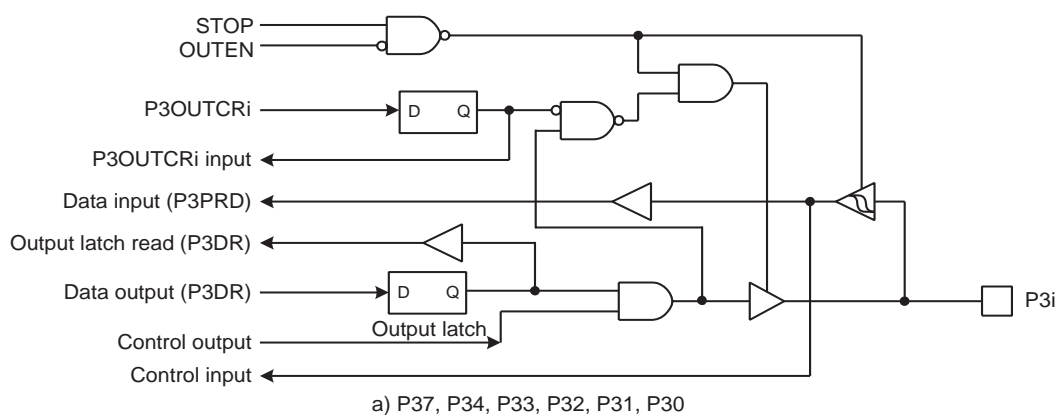 STOP
OUTEN
P3OUTCRi
D Q
P3OUTCRi input
Data input (P3PRD)
Output latch read (P3DR)
Data output (P3DR)
D Q
P3i
Output latch
Control output
Control input
a) P37, P34, P33, P32, P31, P30